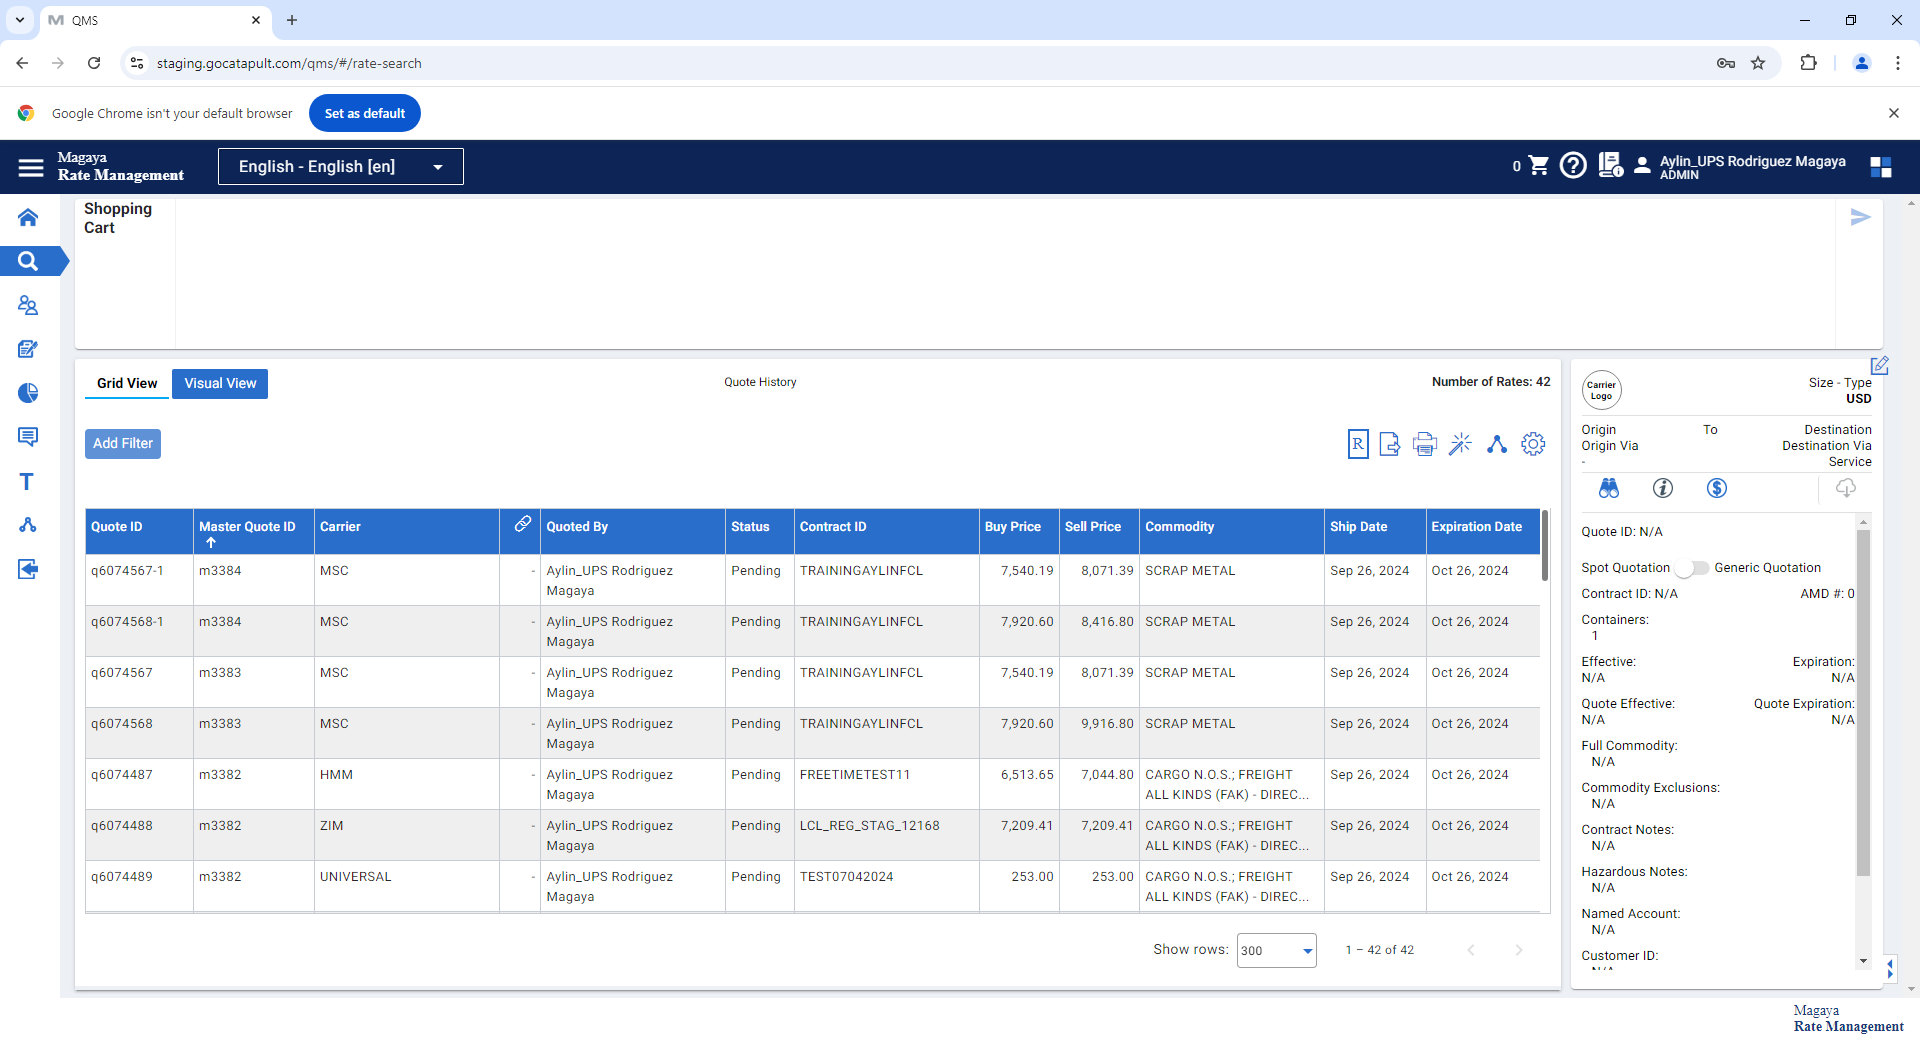 QMS
staging.gocatapult.com/qms/#/rate-search
Google Chrome isn't your default browser
Set as default
Magaya
Rate Management
English - English [en]
0
Aylin_UPS Rodriguez Magaya
ADMIN
Shopping
Cart
Grid View
Visual View
Quote History
Number of Rates: 42
Add Filter
R
Quote ID Master Quote ID Carrier Quoted By Status Contract ID Buy Price Sell Price Commodity Ship Date Expiration Date
q6074567-1 m3384 MSC - Aylin_UPS Rodriguez Pending TRAININGAYLINFCL 7,540.19 8,071.39 SCRAP METAL Sep 26, 2024 Oct 26, 2024
Magaya
q6074568-1 m3384 MSC - Aylin_UPS Rodriguez Pending TRAININGAYLINFCL 7,920.60 8,416.80 SCRAP METAL Sep 26, 2024 Oct 26, 2024
Magaya
q6074567 m3383 MSC - Aylin_UPS Rodriguez Pending TRAININGAYLINFCL 7,540.19 8,071.39 SCRAP METAL Sep 26, 2024 Oct 26, 2024
Magaya
q6074568 m3383 MSC - Aylin_UPS Rodriguez Pending TRAININGAYLINFCL 7,920.60 9,916.80 SCRAP METAL Sep 26, 2024 Oct 26, 2024
Magaya
q6074487 m3382 HMM - Aylin_UPS Rodriguez Pending FREETIMETEST11 6,513.65 7,044.80 CARGO N.O.S.; FREIGHT Sep 26, 2024 Oct 26, 2024
Magaya ALL KINDS (FAK) - DIREC...
q6074488 m3382 ZIM - Aylin_UPS Rodriguez Pending LCL_REG_STAG_12168 7,209.41 7,209.41 CARGO N.O.S.; FREIGHT Sep 26, 2024 Oct 26, 2024
Magaya ALL KINDS (FAK) - DIREC...
q6074489 m3382 UNIVERSAL - Aylin_UPS Rodriguez Pending TEST07042024 253.00 253.00 CARGO N.O.S.; FREIGHT Sep 26, 2024 Oct 26, 2024
Magaya ALL KINDS (FAK) - DIREC...
Show rows: 300 1 – 42 of 42
Carrier
Logo
Size - Type
USD
Origin To Destination
Origin Via Destination Via
- Service
Quote ID: N/A
Spot Quotation Generic Quotation
Contract ID: N/A AMD #: 0
Containers:
1
Effective: Expiration:
N/A N/A
Quote Effective: Quote Expiration:
N/A N/A
Full Commodity:
N/A
Commodity Exclusions:
N/A
Contract Notes:
N/A
Hazardous Notes:
N/A
Named Account:
N/A
Customer ID:
N/A
Magaya
Rate Management